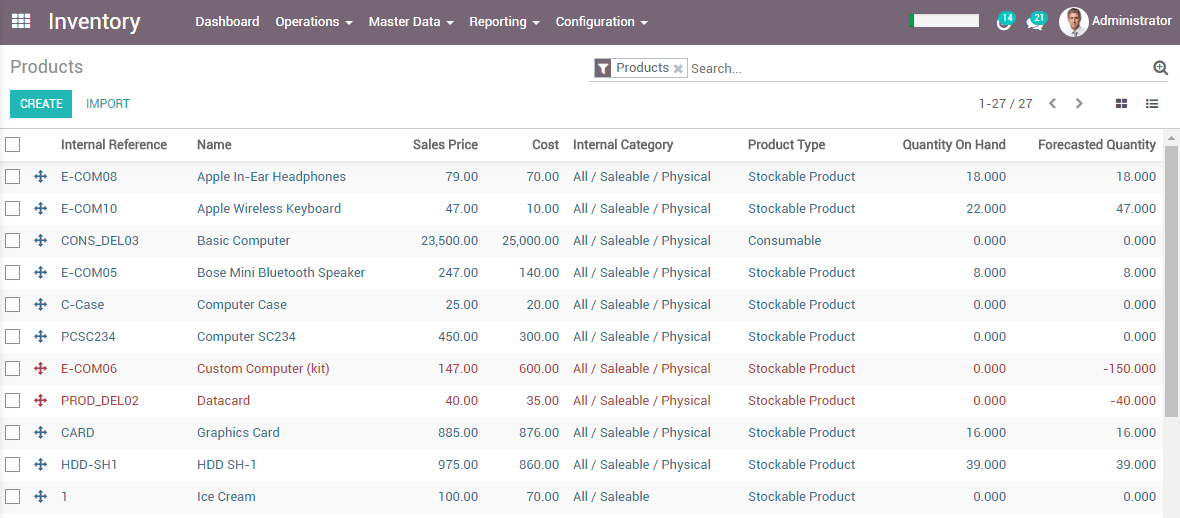 Inventory Dashboard Operations Master Data Reporting Configuration 14 21 Administrator
Products Products Search...
CREATE IMPORT 1-27 / 27
Internal Reference Name Sales Price Cost Internal Category Product Type Quantity On Hand Forecasted Quantity
E-COM08 Apple In-Ear Headphones 79.00 70.00 All / Saleable / Physical Stockable Product 18.000 18.000
E-COM10 Apple Wireless Keyboard 47.00 10.00 All / Saleable / Physical Stockable Product 22.000 47.000
CONS_DEL03 Basic Computer 23,500.00 25,000.00 All / Saleable / Physical Consumable 0.000 0.000
E-COM05 Bose Mini Bluetooth Speaker 247.00 140.00 All / Saleable / Physical Stockable Product 8.000 8.000
C-Case Computer Case 25.00 20.00 All / Saleable / Physical Stockable Product 0.000 0.000
PCSC234 Computer SC234 450.00 300.00 All / Saleable / Physical Stockable Product 0.000 0.000
E-COM06 Custom Computer (kit) 147.00 600.00 All / Saleable / Physical Stockable Product 0.000 -150.000
PROD_DEL02 Datacard 40.00 35.00 All / Saleable / Physical Stockable Product 0.000 -40.000
CARD Graphics Card 885.00 876.00 All / Saleable / Physical Stockable Product 16.000 16.000
HDD-SH1 HDD SH-1 975.00 860.00 All / Saleable / Physical Stockable Product 39.000 39.000
1 Ice Cream 100.00 70.00 All / Saleable Stockable Product 0.000 0.000